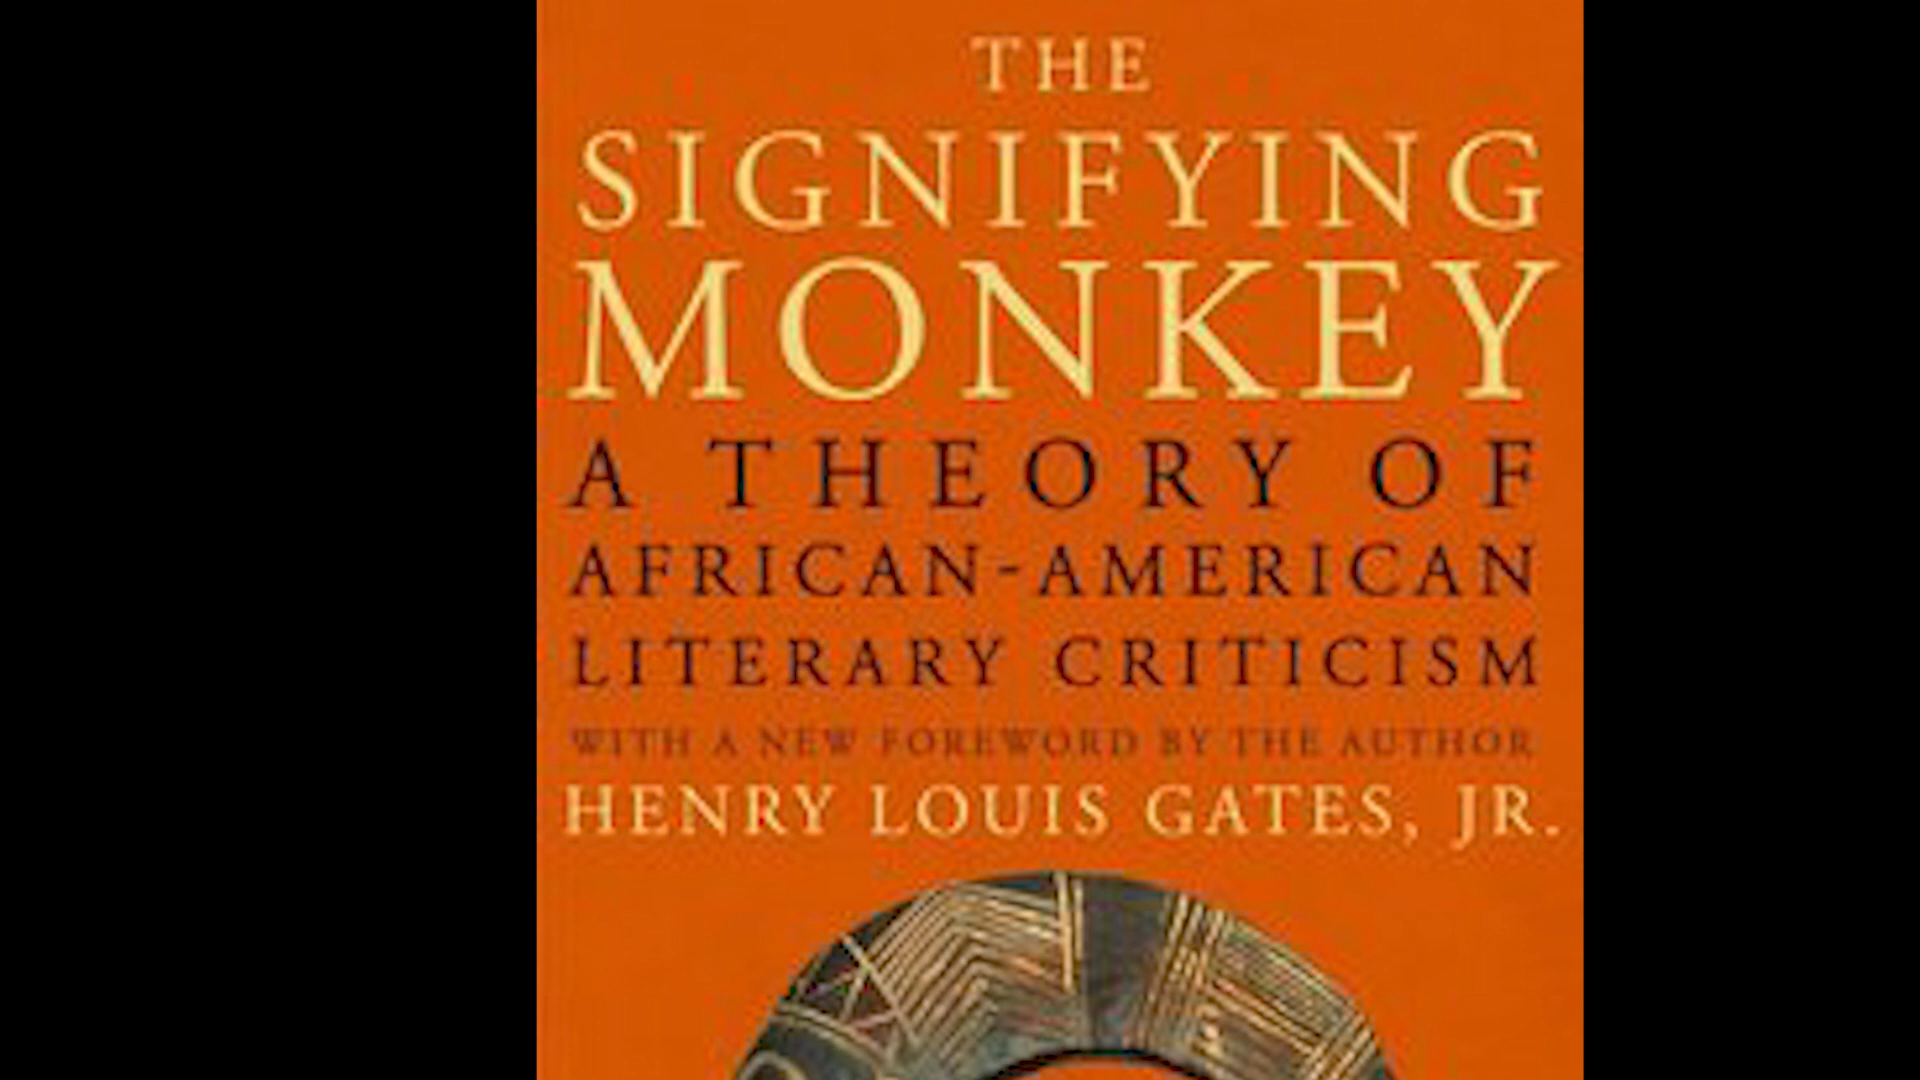 THE
SIGNIFYING
MONKEY
A THEORY OF
AFRICAN-AMERICAN
LITERARY CRITICISM
WITH A NEW FOREWORD BY THE AUTHOR
HENRY LOUIS GATES, JR.